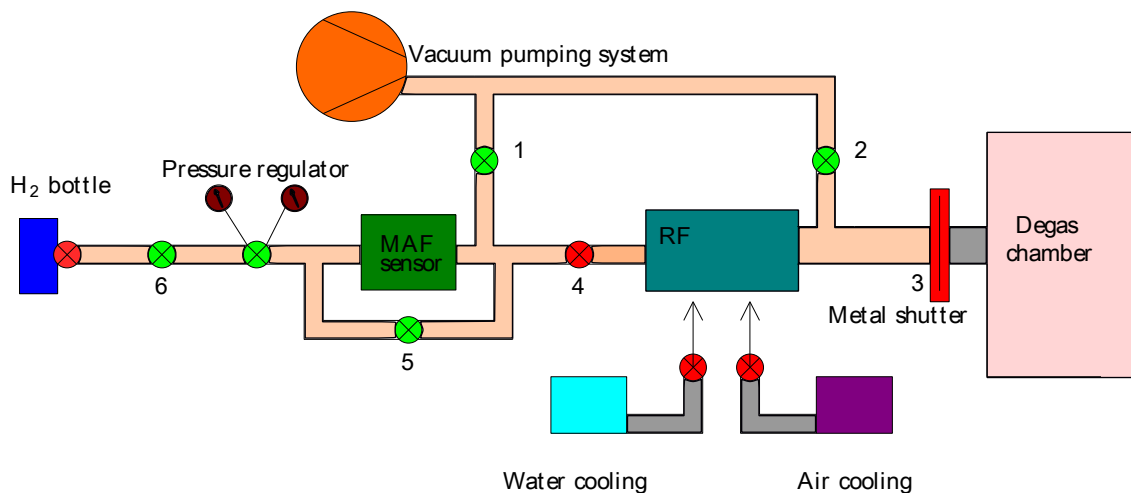 Vacuum pumping system
1
2
Pressure regulator
H₂ bottle
MAF
sensor
RF
Degas
chamber
6
4
3
Metal shutter
5
Water cooling
Air cooling